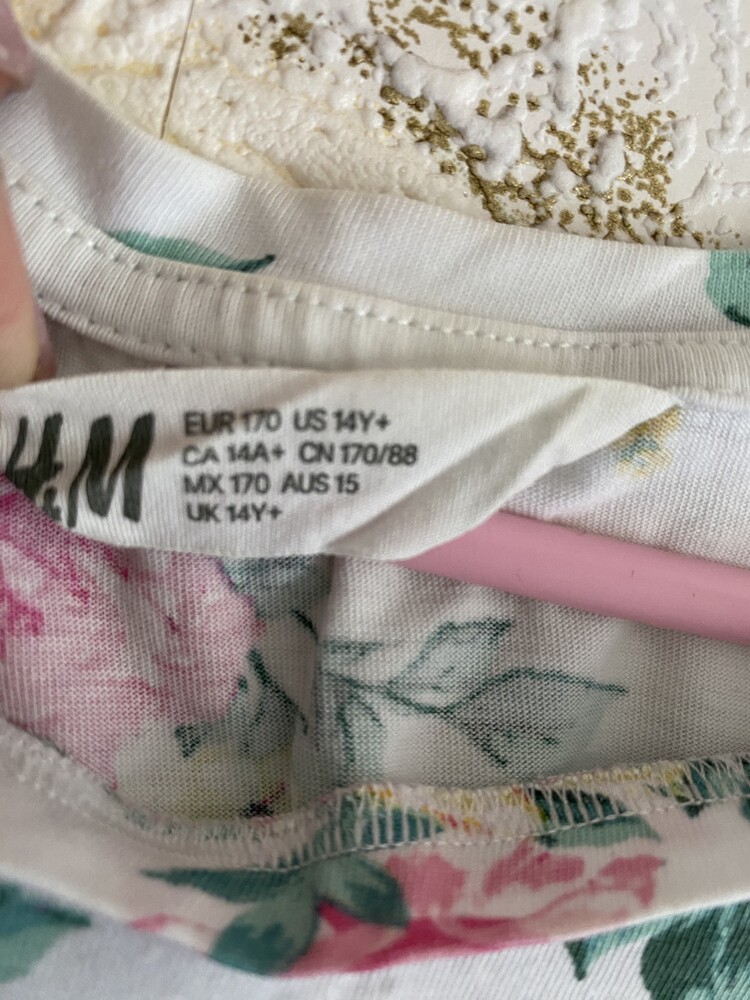 H&M
EUR 170 US 14Y+
CA 14A+ CN 170/88
MX 170 AUS 15
UK 14Y+